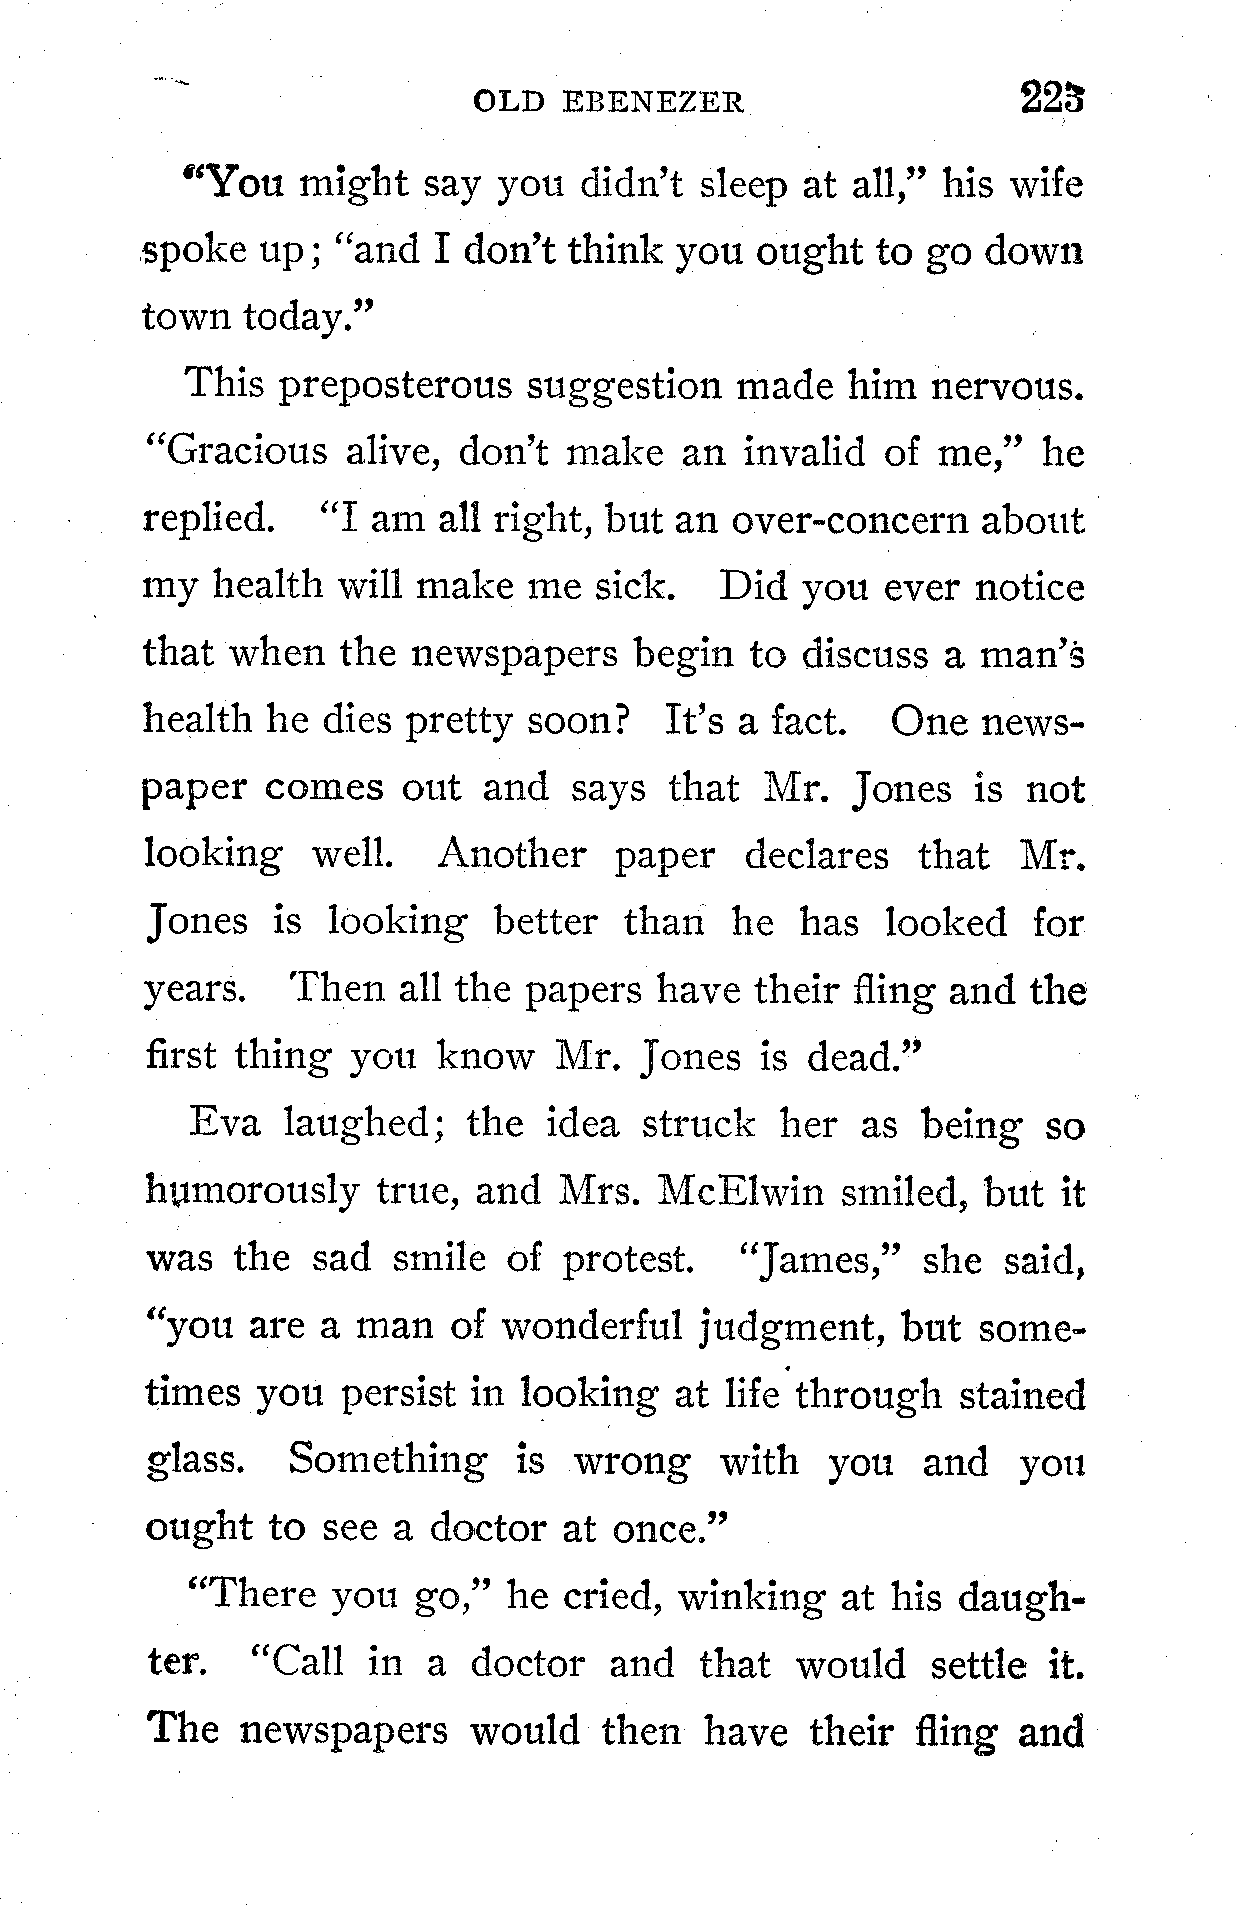 OLD EBENEZER 223
“You might say you didn’t sleep at all,” his wife
spoke up; “and I don’t think you ought to go down
town today.”
This preposterous suggestion made him nervous.
“Gracious alive, don’t make an invalid of me,” he
replied. “I am all right, but an over-concern about
my health will make me sick. Did you ever notice
that when the newspapers begin to discuss a man’s
health he dies pretty soon? It’s a fact. One news-
paper comes out and says that Mr. Jones is not
looking well. Another paper declares that Mr.
Jones is looking better than he has looked for
years. Then all the papers have their fling and the
first thing you know Mr. Jones is dead.”
Eva laughed; the idea struck her as being so
humorously true, and Mrs. McElwin smiled, but it
was the sad smile of protest. “James,” she said,
“you are a man of wonderful judgment, but some-
times you persist in looking at life through stained
glass. Something is wrong with you and you
ought to see a doctor at once.”
“There you go,” he cried, winking at his daugh-
ter. “Call in a doctor and that would settle it.
The newspapers would then have their fling and